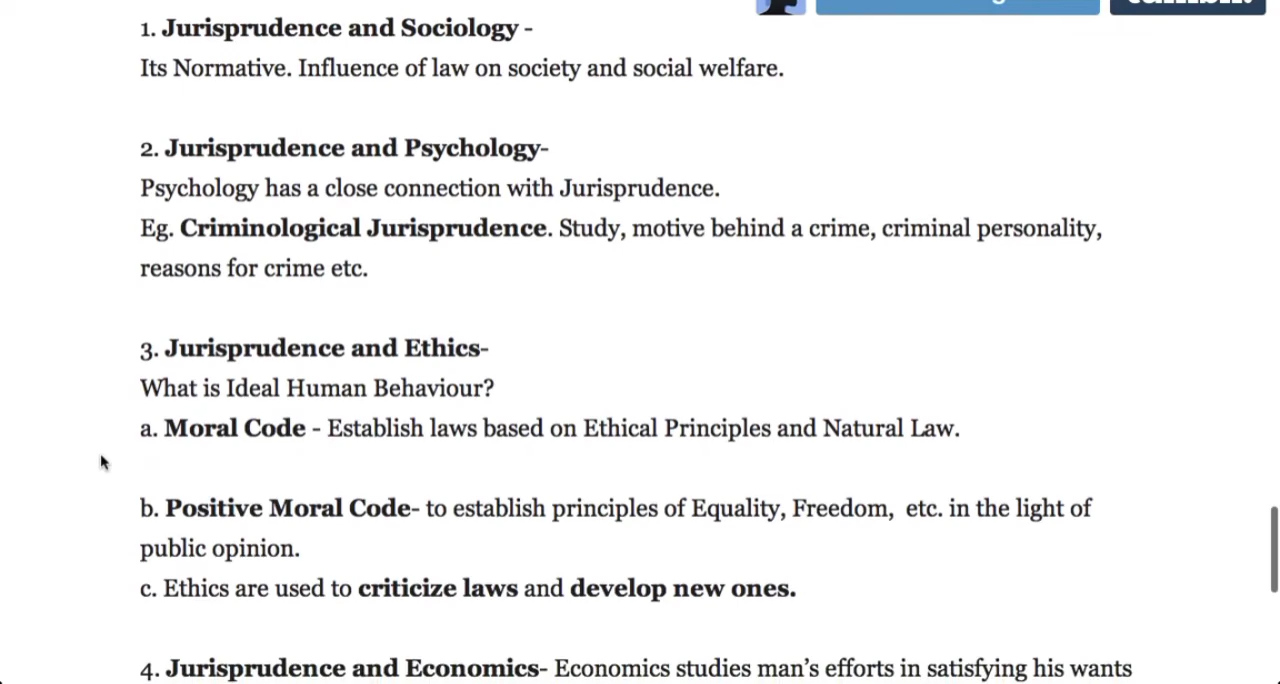 1. Jurisprudence and Sociology -
Its Normative. Influence of law on society and social welfare.
2. Jurisprudence and Psychology-
Psychology has a close connection with Jurisprudence.
Eg. Criminological Jurisprudence. Study, motive behind a crime, criminal personality,
reasons for crime etc.
3. Jurisprudence and Ethics-
What is Ideal Human Behaviour?
a. Moral Code - Establish laws based on Ethical Principles and Natural Law.
b. Positive Moral Code- to establish principles of Equality, Freedom,  etc. in the light of
public opinion.
c. Ethics are used to criticize laws and develop new ones.
4. Jurisprudence and Economics- Economics studies man's efforts in satisfying his wants